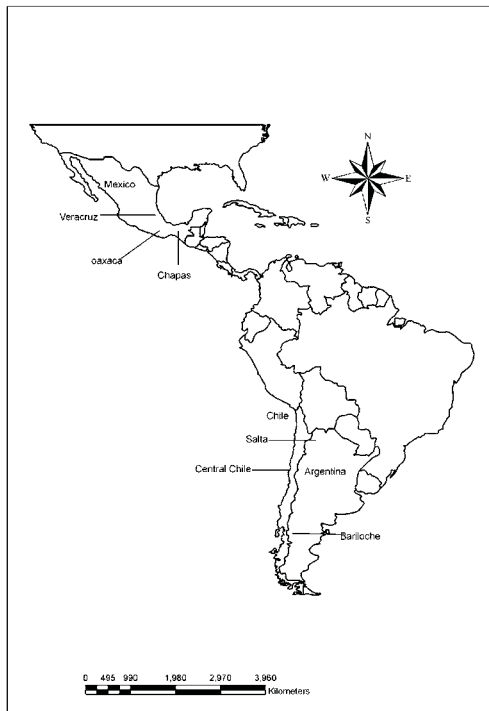 N
W E
S
Mexico
Veracruz
oaxaca
Chapas
Chile
Salta
Central Chile
Argentina
Bariloche
0 495 990 1,980 2,970 3,960
Kilometers